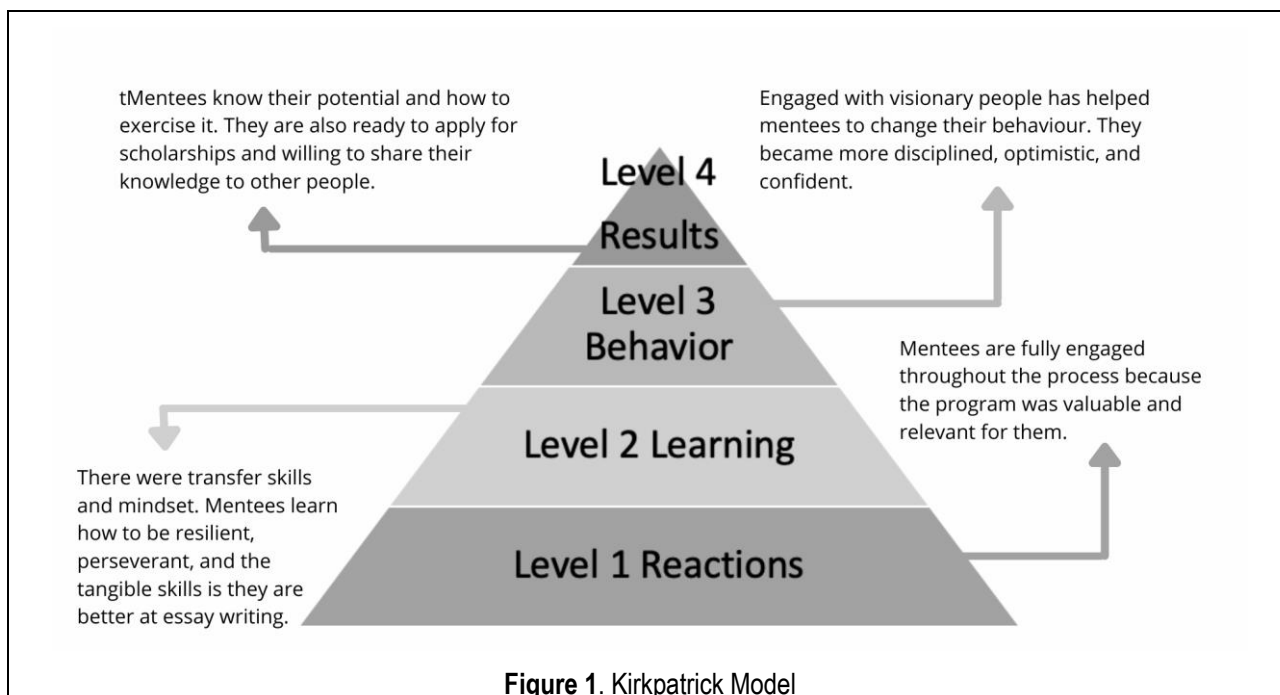 tMentees know their potential and how to
exercise it. They are also ready to apply for
scholarships and willing to share their
knowledge to other people.
Engaged with visionary people has helped
mentees to change their behaviour. They
became more disciplined, optimistic, and
confident.
Level 4
Results
Level 3
Behavior
Mentees are fully engaged
throughout the process because
the program was valuable and
relevant for them.
Level 2 Learning
There were transfer skills
and mindset. Mentees learn
how to be resilient,
perseverant, and the
tangible skills is they are
better at essay writing.
Level 1 Reactions
Figure 1. Kirkpatrick Model